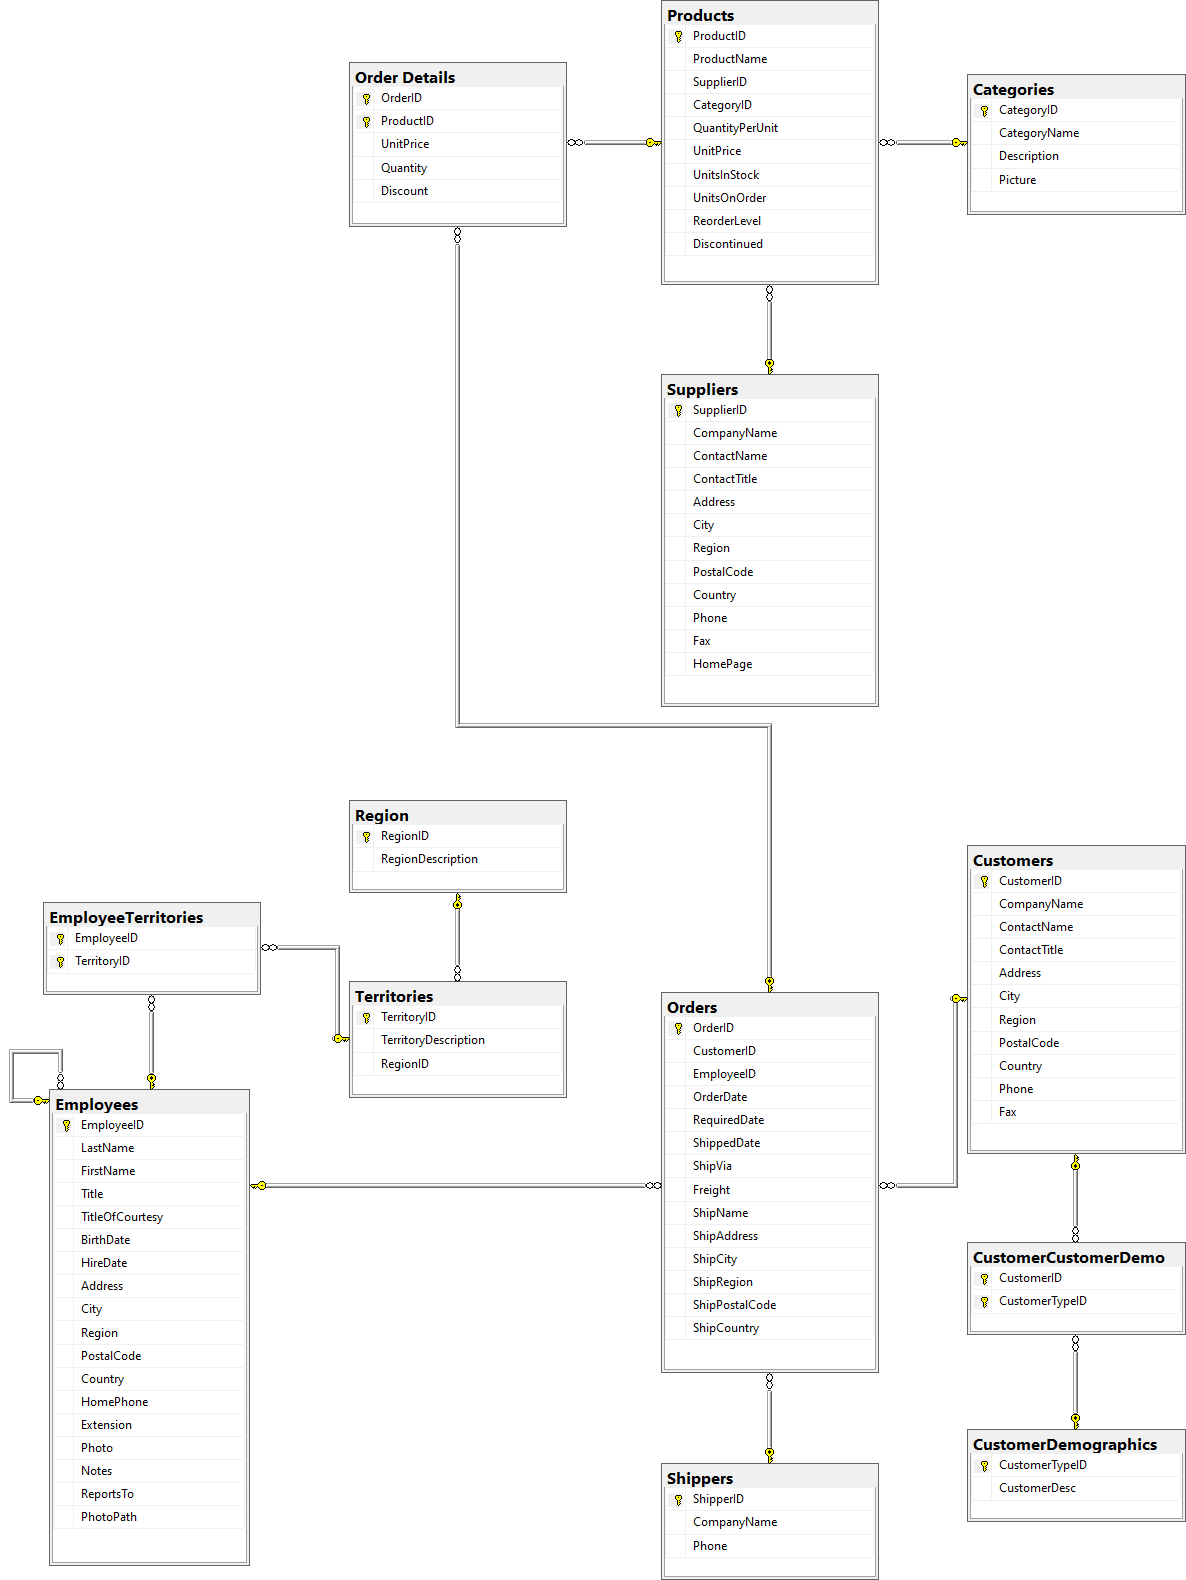 Products
ProductID
ProductName
SupplierID
CategoryID
QuantityPerUnit
UnitPrice
UnitsInStock
UnitsOnOrder
ReorderLevel
Discontinued
Order Details
OrderID
ProductID
UnitPrice
Quantity
Discount
Categories
CategoryID
CategoryName
Description
Picture
Suppliers
SupplierID
CompanyName
ContactName
ContactTitle
Address
City
Region
PostalCode
Country
Phone
Fax
HomePage
Region
RegionID
RegionDescription
Customers
CustomerID
CompanyName
ContactName
ContactTitle
Address
City
Region
PostalCode
Country
Phone
Fax
EmployeeTerritories
EmployeeID
TerritoryID
Territories
TerritoryID
TerritoryDescription
RegionID
Orders
OrderID
CustomerID
EmployeeID
OrderDate
RequiredDate
ShippedDate
ShipVia
Freight
ShipName
ShipAddress
ShipCity
ShipRegion
ShipPostalCode
ShipCountry
Employees
EmployeeID
LastName
FirstName
Title
TitleOfCourtesy
BirthDate
HireDate
Address
City
Region
PostalCode
Country
HomePhone
Extension
Photo
Notes
ReportsTo
PhotoPath
CustomerCustomerDemo
CustomerID
CustomerTypeID
CustomerDemographics
CustomerTypeID
CustomerDesc
Shippers
ShipperID
CompanyName
Phone